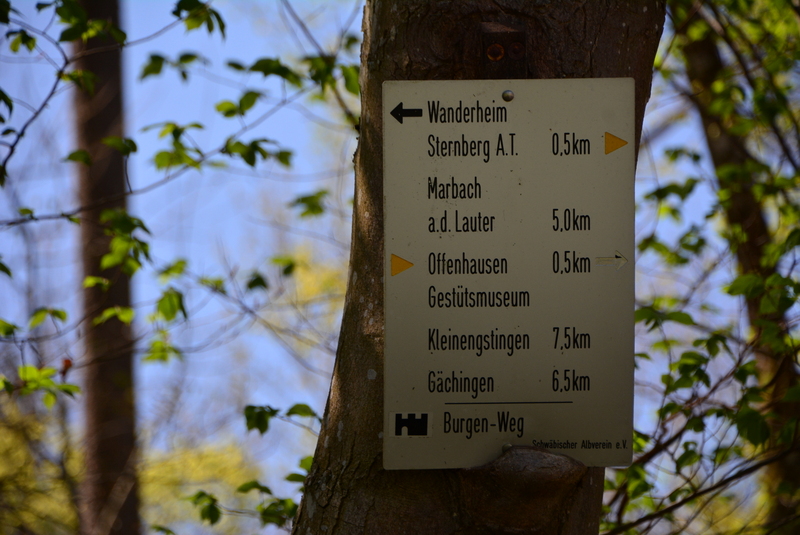 Wanderheim
Sternberg A.T. 0,5km
Marbach
a.d. Lauter 5,0km
Offenhausen 0,5km
Gestütsmuseum
Kleinengstingen 7,5km
Gächingen 6,5km
Burgen-Weg
Schwäbischer Albverein e.V.